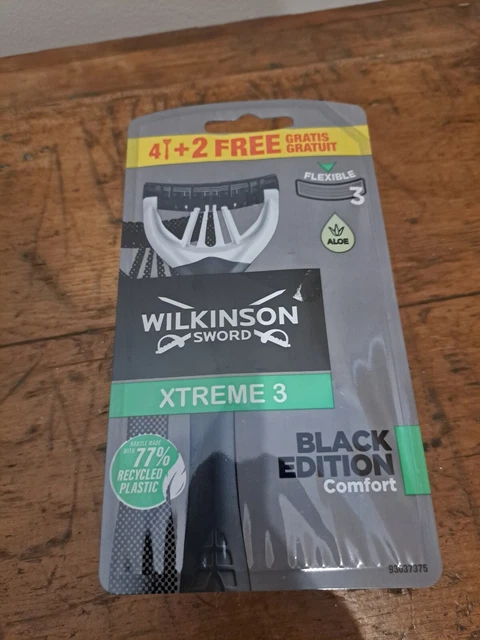 4 +2 FREE GRATIS
GRATUIT
FLEXIBLE
3
ALOE
WILKINSON
SWORD
XTREME 3
HANDLE MADE
WITH 77%
RECYCLED
PLASTIC
BLACK
EDITION
Comfort
93037375